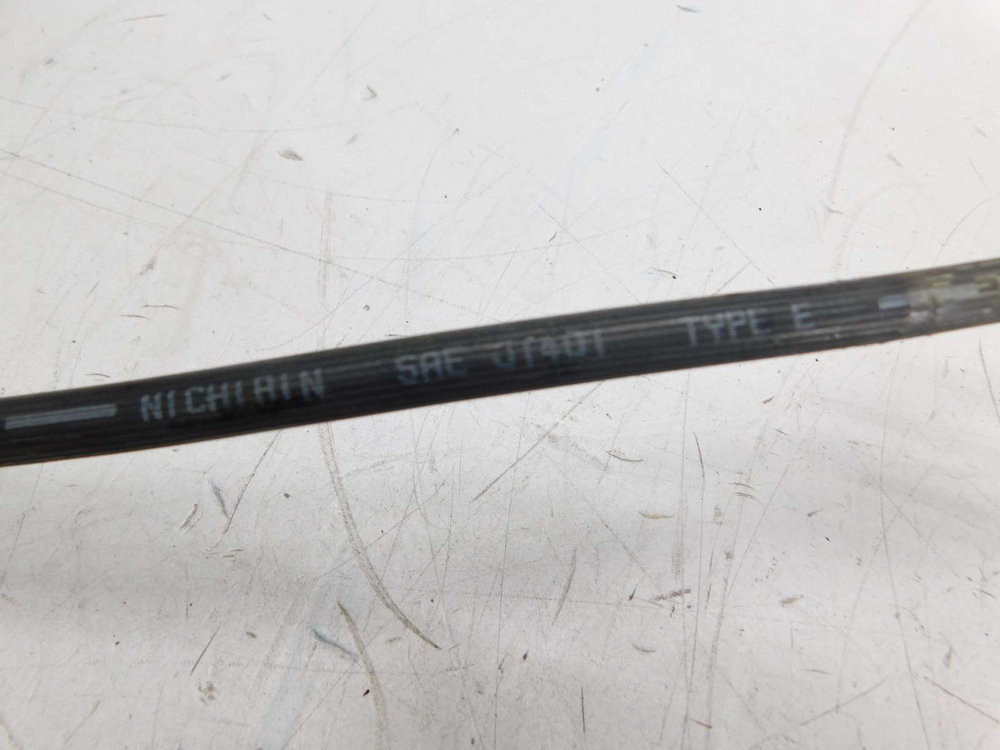 NICHIRIN SAE J1401 TYPE E